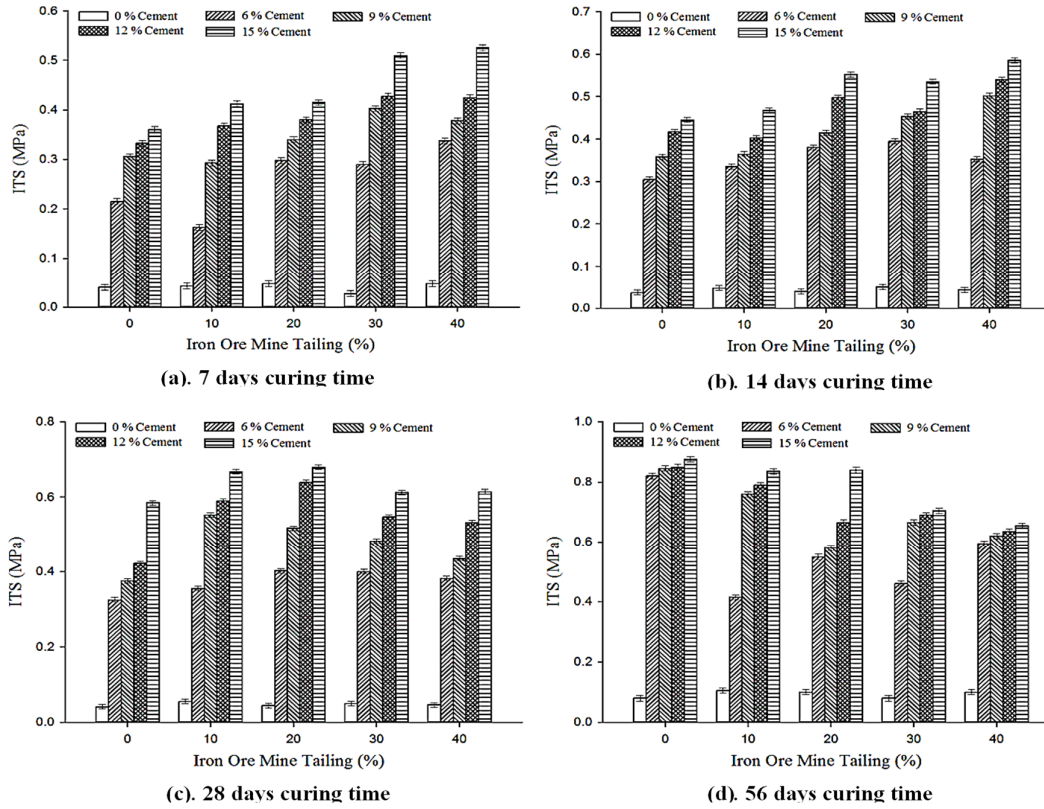 0 % Cement 6 % Cement 9 % Cement
12 % Cement 15 % Cement
0.6
0.5
0.4
0.3
0.2
0.1
0.0
ITS (MPa)
0 10 20 30 40
Iron Ore Mine Tailing (%)
(a). 7 days curing time
0 % Cement 6 % Cement 9 % Cement
12 % Cement 15 % Cement
0.7
0.6
0.5
0.4
0.3
0.2
0.1
0.0
ITS (MPa)
0 10 20 30 40
Iron Ore Mine Tailing (%)
(b). 14 days curing time
0 % Cement 6 % Cement 9 % Cement
12 % Cement 15 % Cement
0.8
0.6
0.4
0.2
0.0
ITS (MPa)
0 10 20 30 40
Iron Ore Mine Tailing (%)
(c). 28 days curing time
0 % Cement 6 % Cement 9 % Cement
12 % Cement 15 % Cement
1.0
0.8
0.6
0.4
0.2
0.0
ITS (MPa)
0 10 20 30 40
Iron Ore Mine Tailing (%)
(d). 56 days curing time